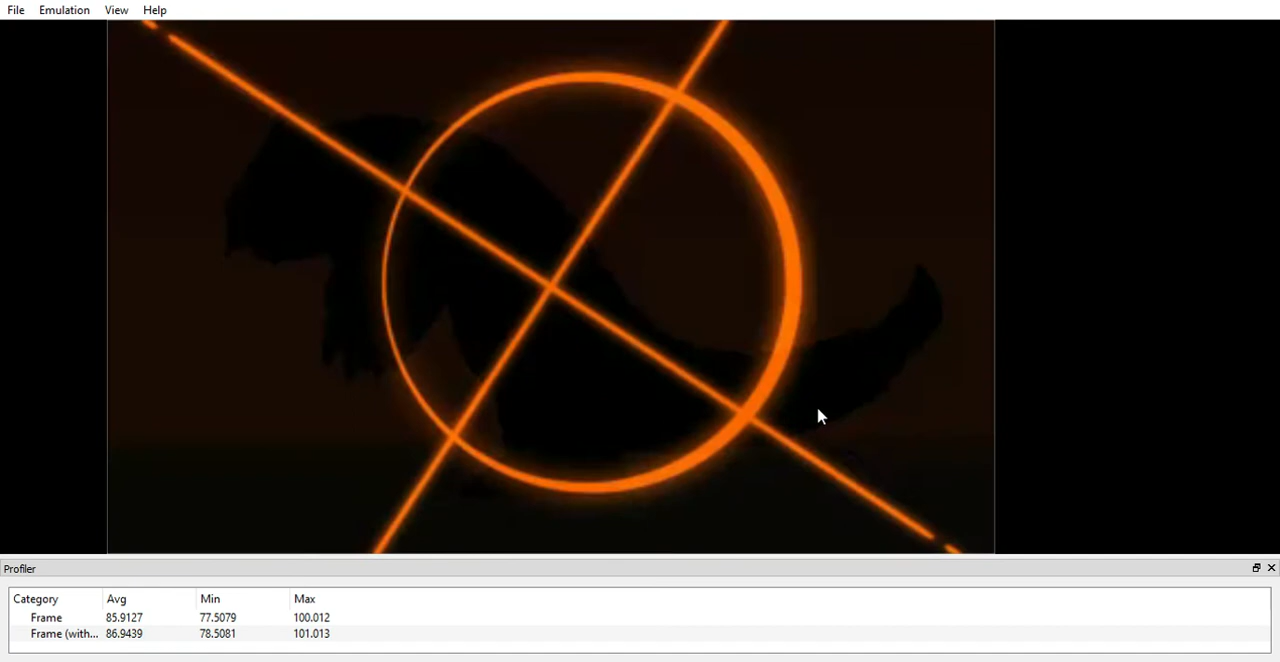 File Emulation View Help
Profiler
Category Avg Min Max
Frame 85.9127 77.5079 100.012
Frame (with... 86.9439 78.5081 101.013